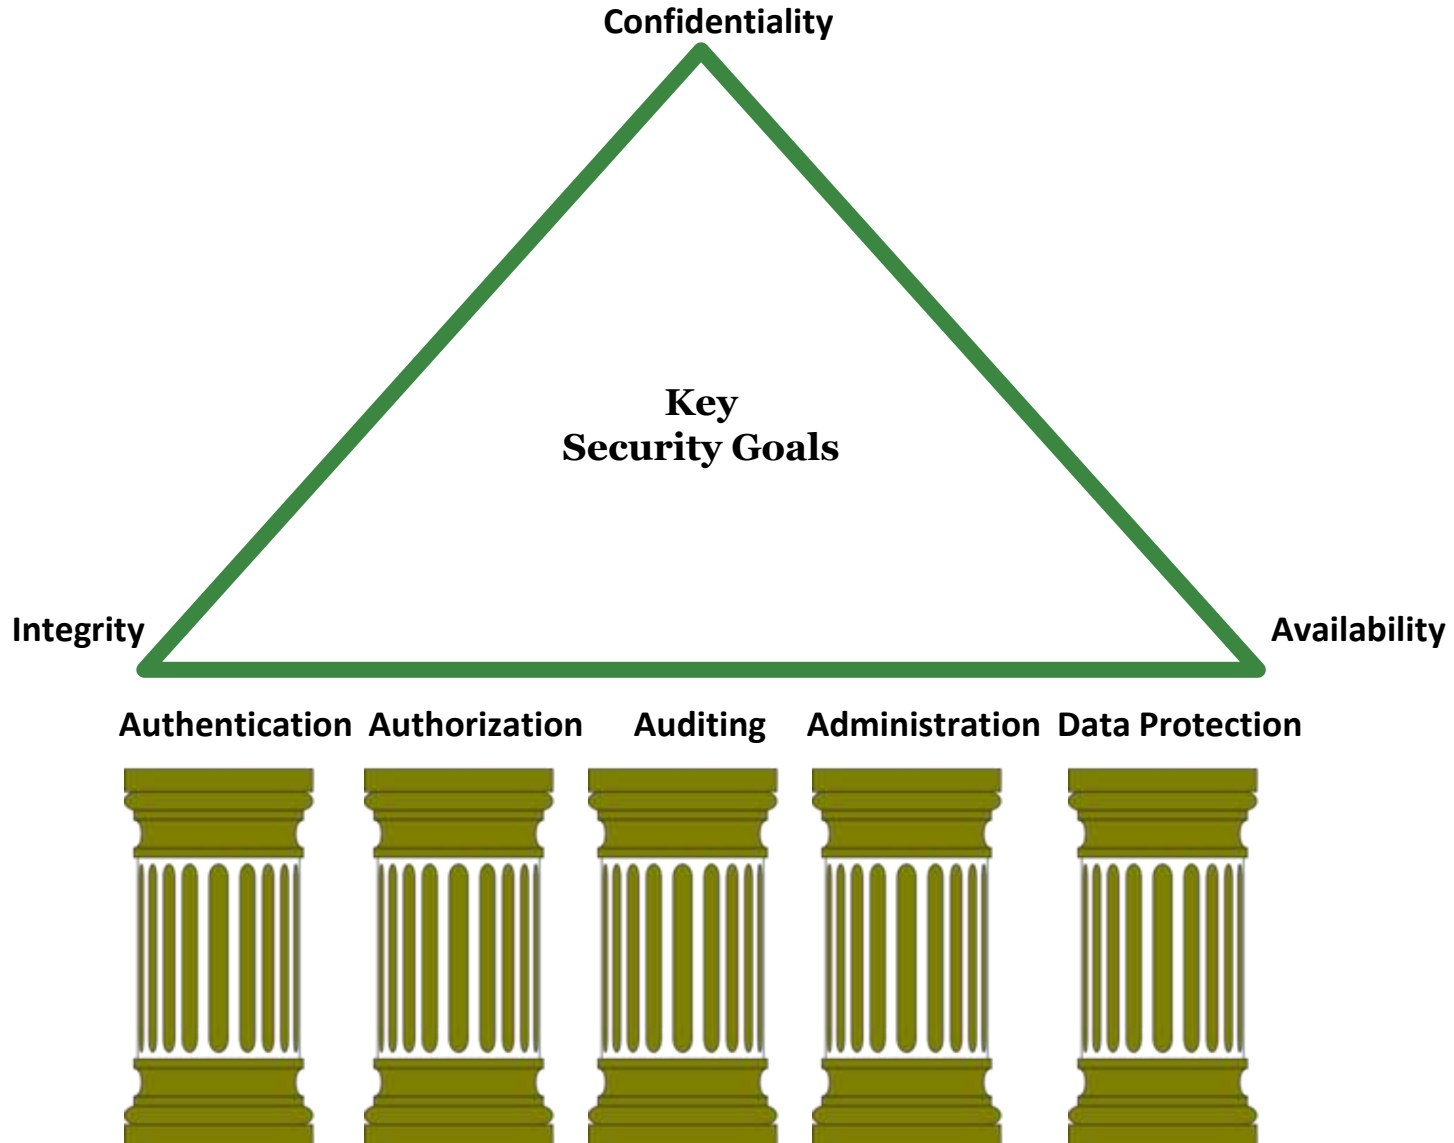 Confidentiality
Key
Security Goals
Integrity
Availability
Authentication
Authorization
Auditing
Administration
Data Protection